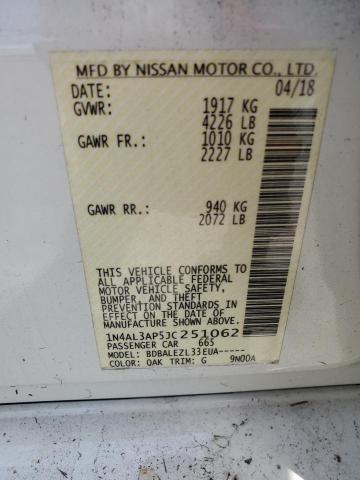 MFD BY NISSAN MOTOR CO., LTD.
DATE: 04/18
GVWR: 1917 KG
4226 LB
GAWR FR.: 1010 KG
2227 LB
GAWR RR.: 940 KG
2072 LB
THIS VEHICLE CONFORMS TO
ALL APPLICABLE FEDERAL
MOTOR VEHICLE SAFETY,
BUMPER, AND THEFT
PREVENTION STANDARDS IN
EFFECT ON THE DATE OF
MANUFACTURE SHOWN ABOVE.
1N4AL3AP5JC251062
PASSENGER CAR 665
MODEL: BDBALEZL33EUA-----
COLOR: QAK TRIM: G 9N00A